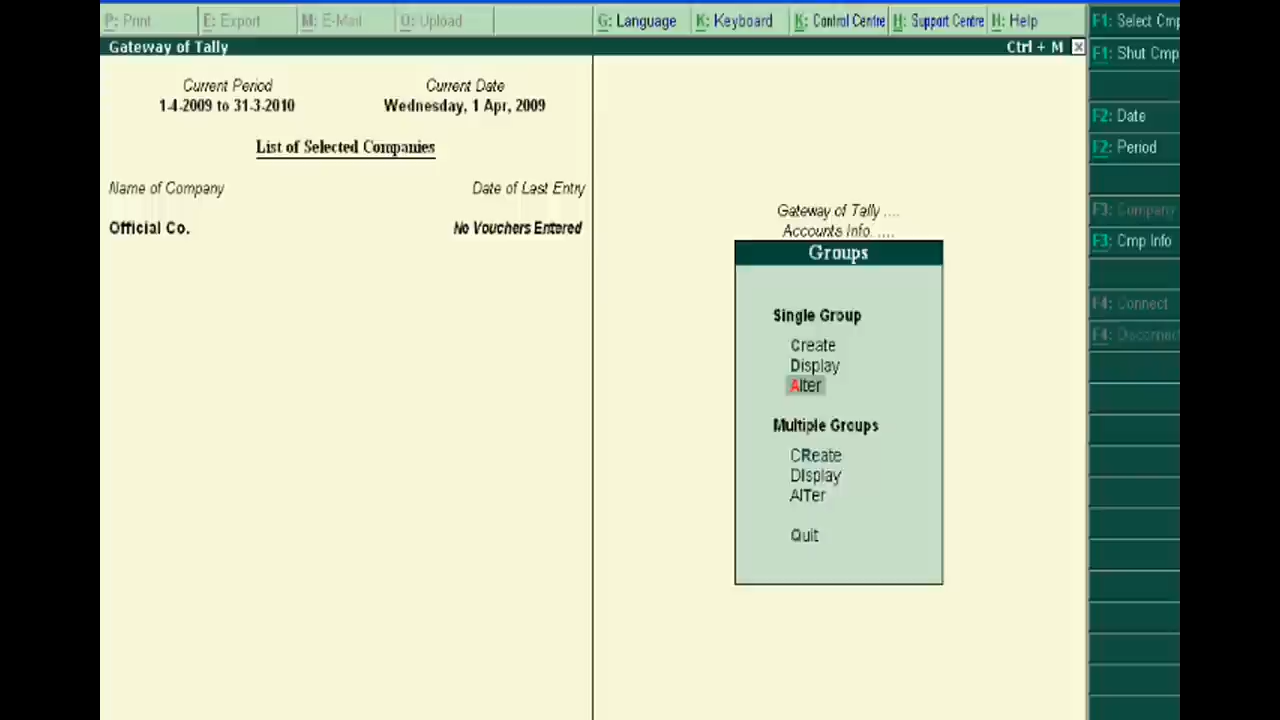 P: Print E: Export M: E-Mail O: Upload G: Language K: Keyboard K: Control Centre H: Support Centre H: Help
Gateway of Tally Ctrl + M
Current Period Current Date
1-4-2009 to 31-3-2010 Wednesday, 1 Apr, 2009
List of Selected Companies
Name of Company Date of Last Entry
Official Co. No Vouchers Entered
Gateway of Tally ....
Accounts Info. ....
Groups
Single Group
Create
Display
Alter
Multiple Groups
CReate
DIsplay
AlTer
Quit
F1: Select Cmp
F1: Shut Cmp
F2: Date
F2: Period
F3: Company
F3: Cmp Info
F4: Connect
F4: Disconnect